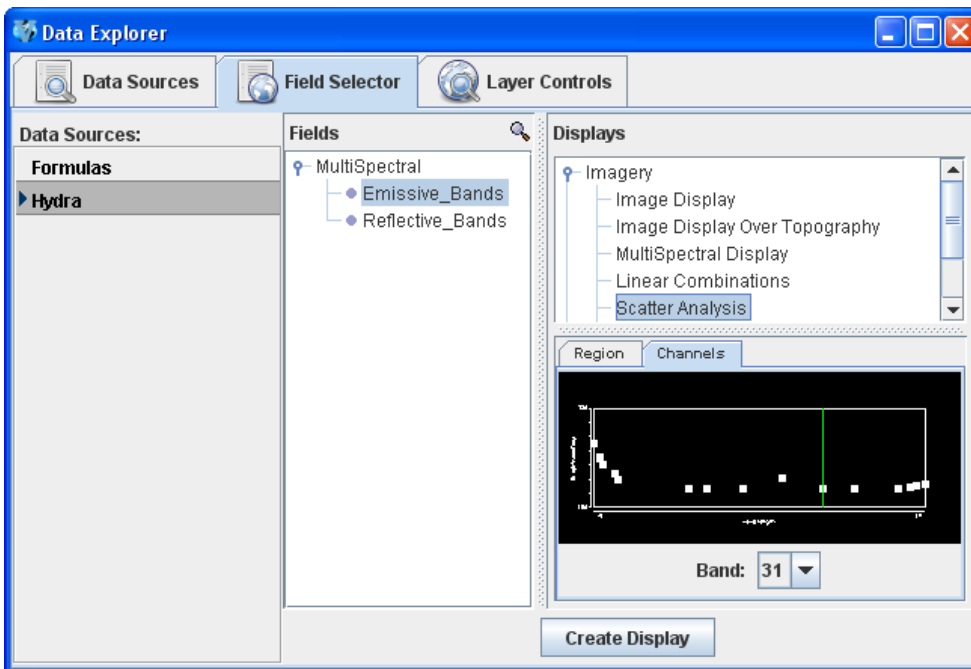 Data Explorer
Data Sources
Field Selector
Layer Controls
Data Sources:
Formulas
Hydra
Fields
MultiSpectral
Emissive_Bands
Reflective_Bands
Displays
Imagery
Image Display
Image Display Over Topography
MultiSpectral Display
Linear Combinations
Scatter Analysis
Region
Channels
Band: 31
Create Display